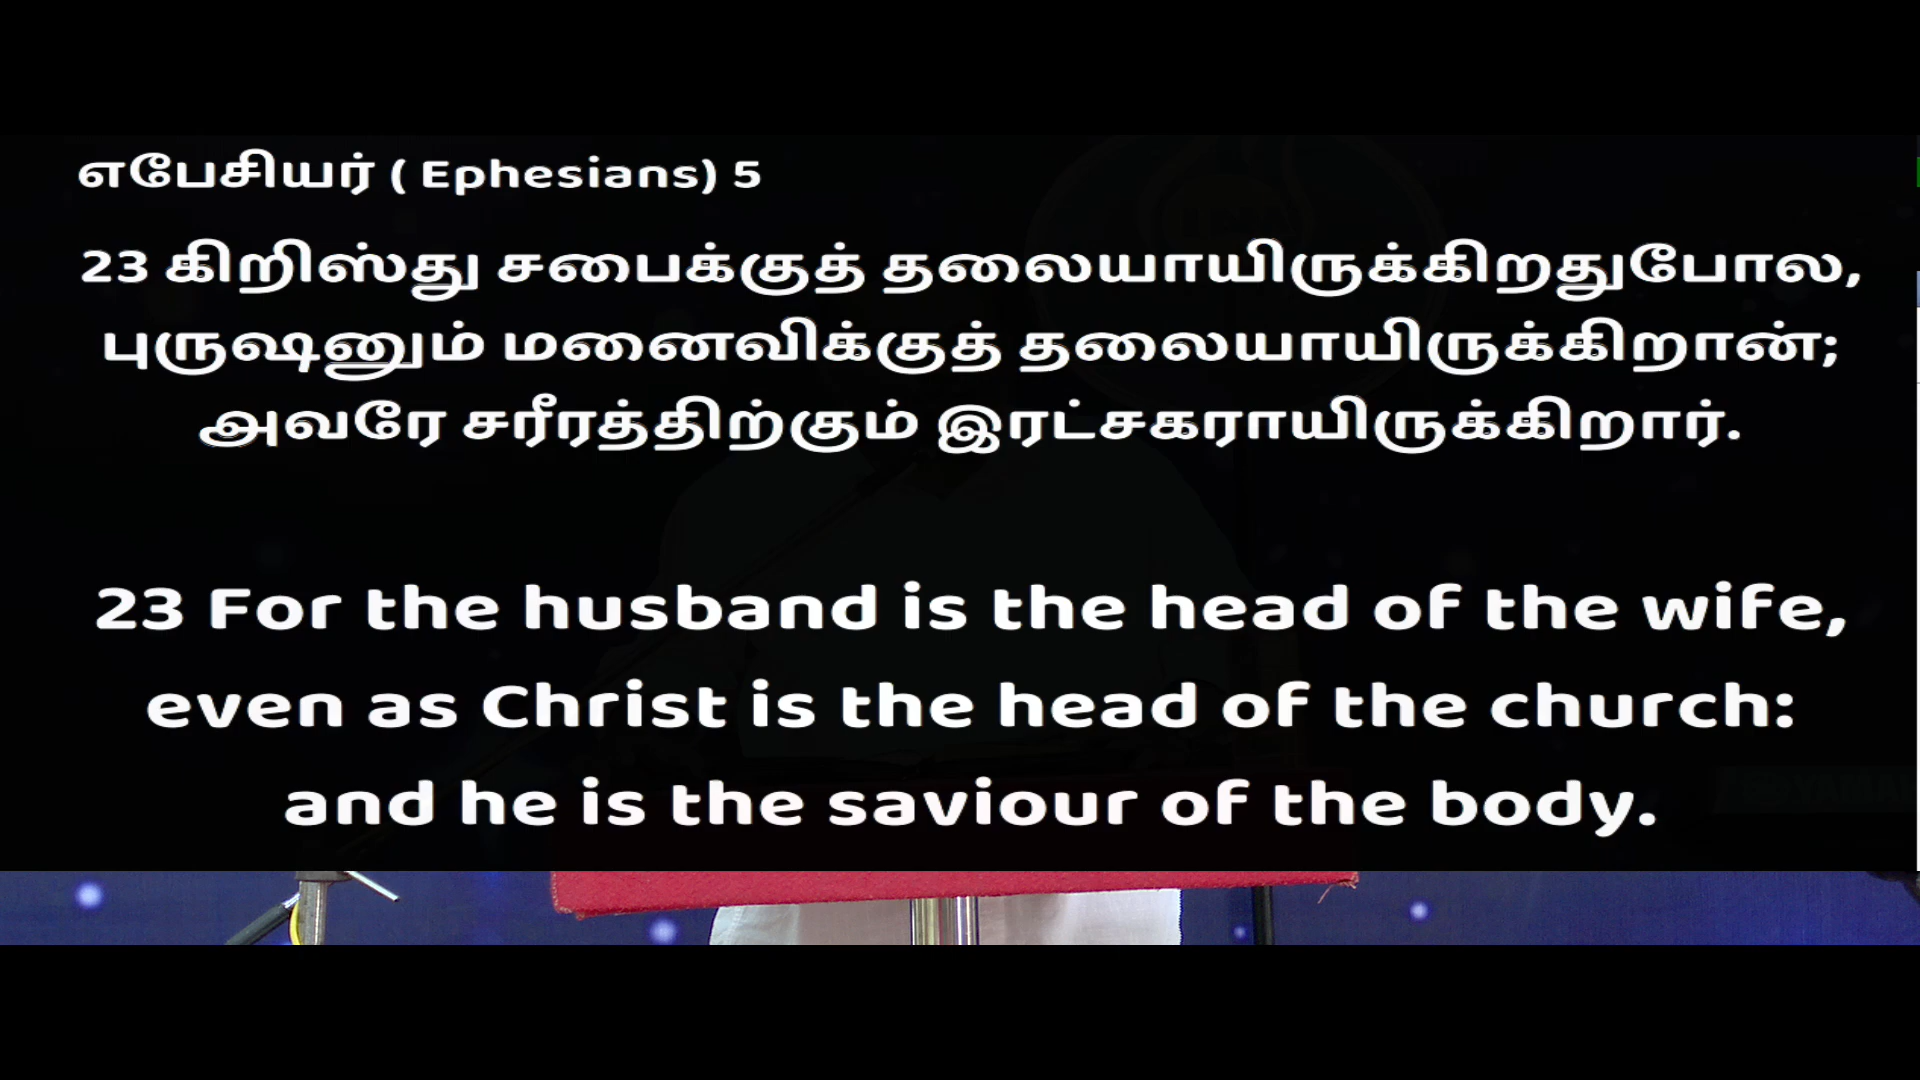 எபேசியர் ( Ephesians) 5
23 கிறிஸ்து சபைக்குத் தலையாயிருக்கிறதுபோல,
புருஷனும் மனைவிக்குத் தலையாயிருக்கிறான்;
அவரே சரீரத்திற்கும் இரட்சகராயிருக்கிறார்.
23 For the husband is the head of the wife,
even as Christ is the head of the church:
and he is the saviour of the body.